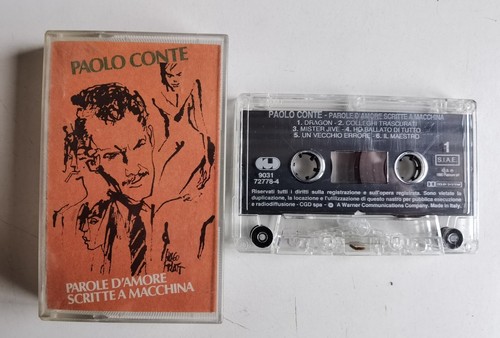 PAOLO CONTE
PAROLE D'AMORE
SCRITTE A MACCHINA
PAOLO CONTE - PAROLE D'AMORE SCRITTE A MACCHINA
1. DRAGON - 2. COLLEGHI TRASCURATI
3. MISTER JIVE - 4. HO BALLATO DI TUTTO
5. UN VECCHIO ERRORE - 6. IL MAESTRO
1
S.I.A.E.
9031
72778-4
Riservati tutti i diritti sulla registrazione e sull'opera registrata. Sono vietate la
duplicazione, la locazione e l'utilizzazione di questo nastro per pubblica esecuzione
e radiodiffusione - CGD spa - A Warner Communications Company. Made in Italy.